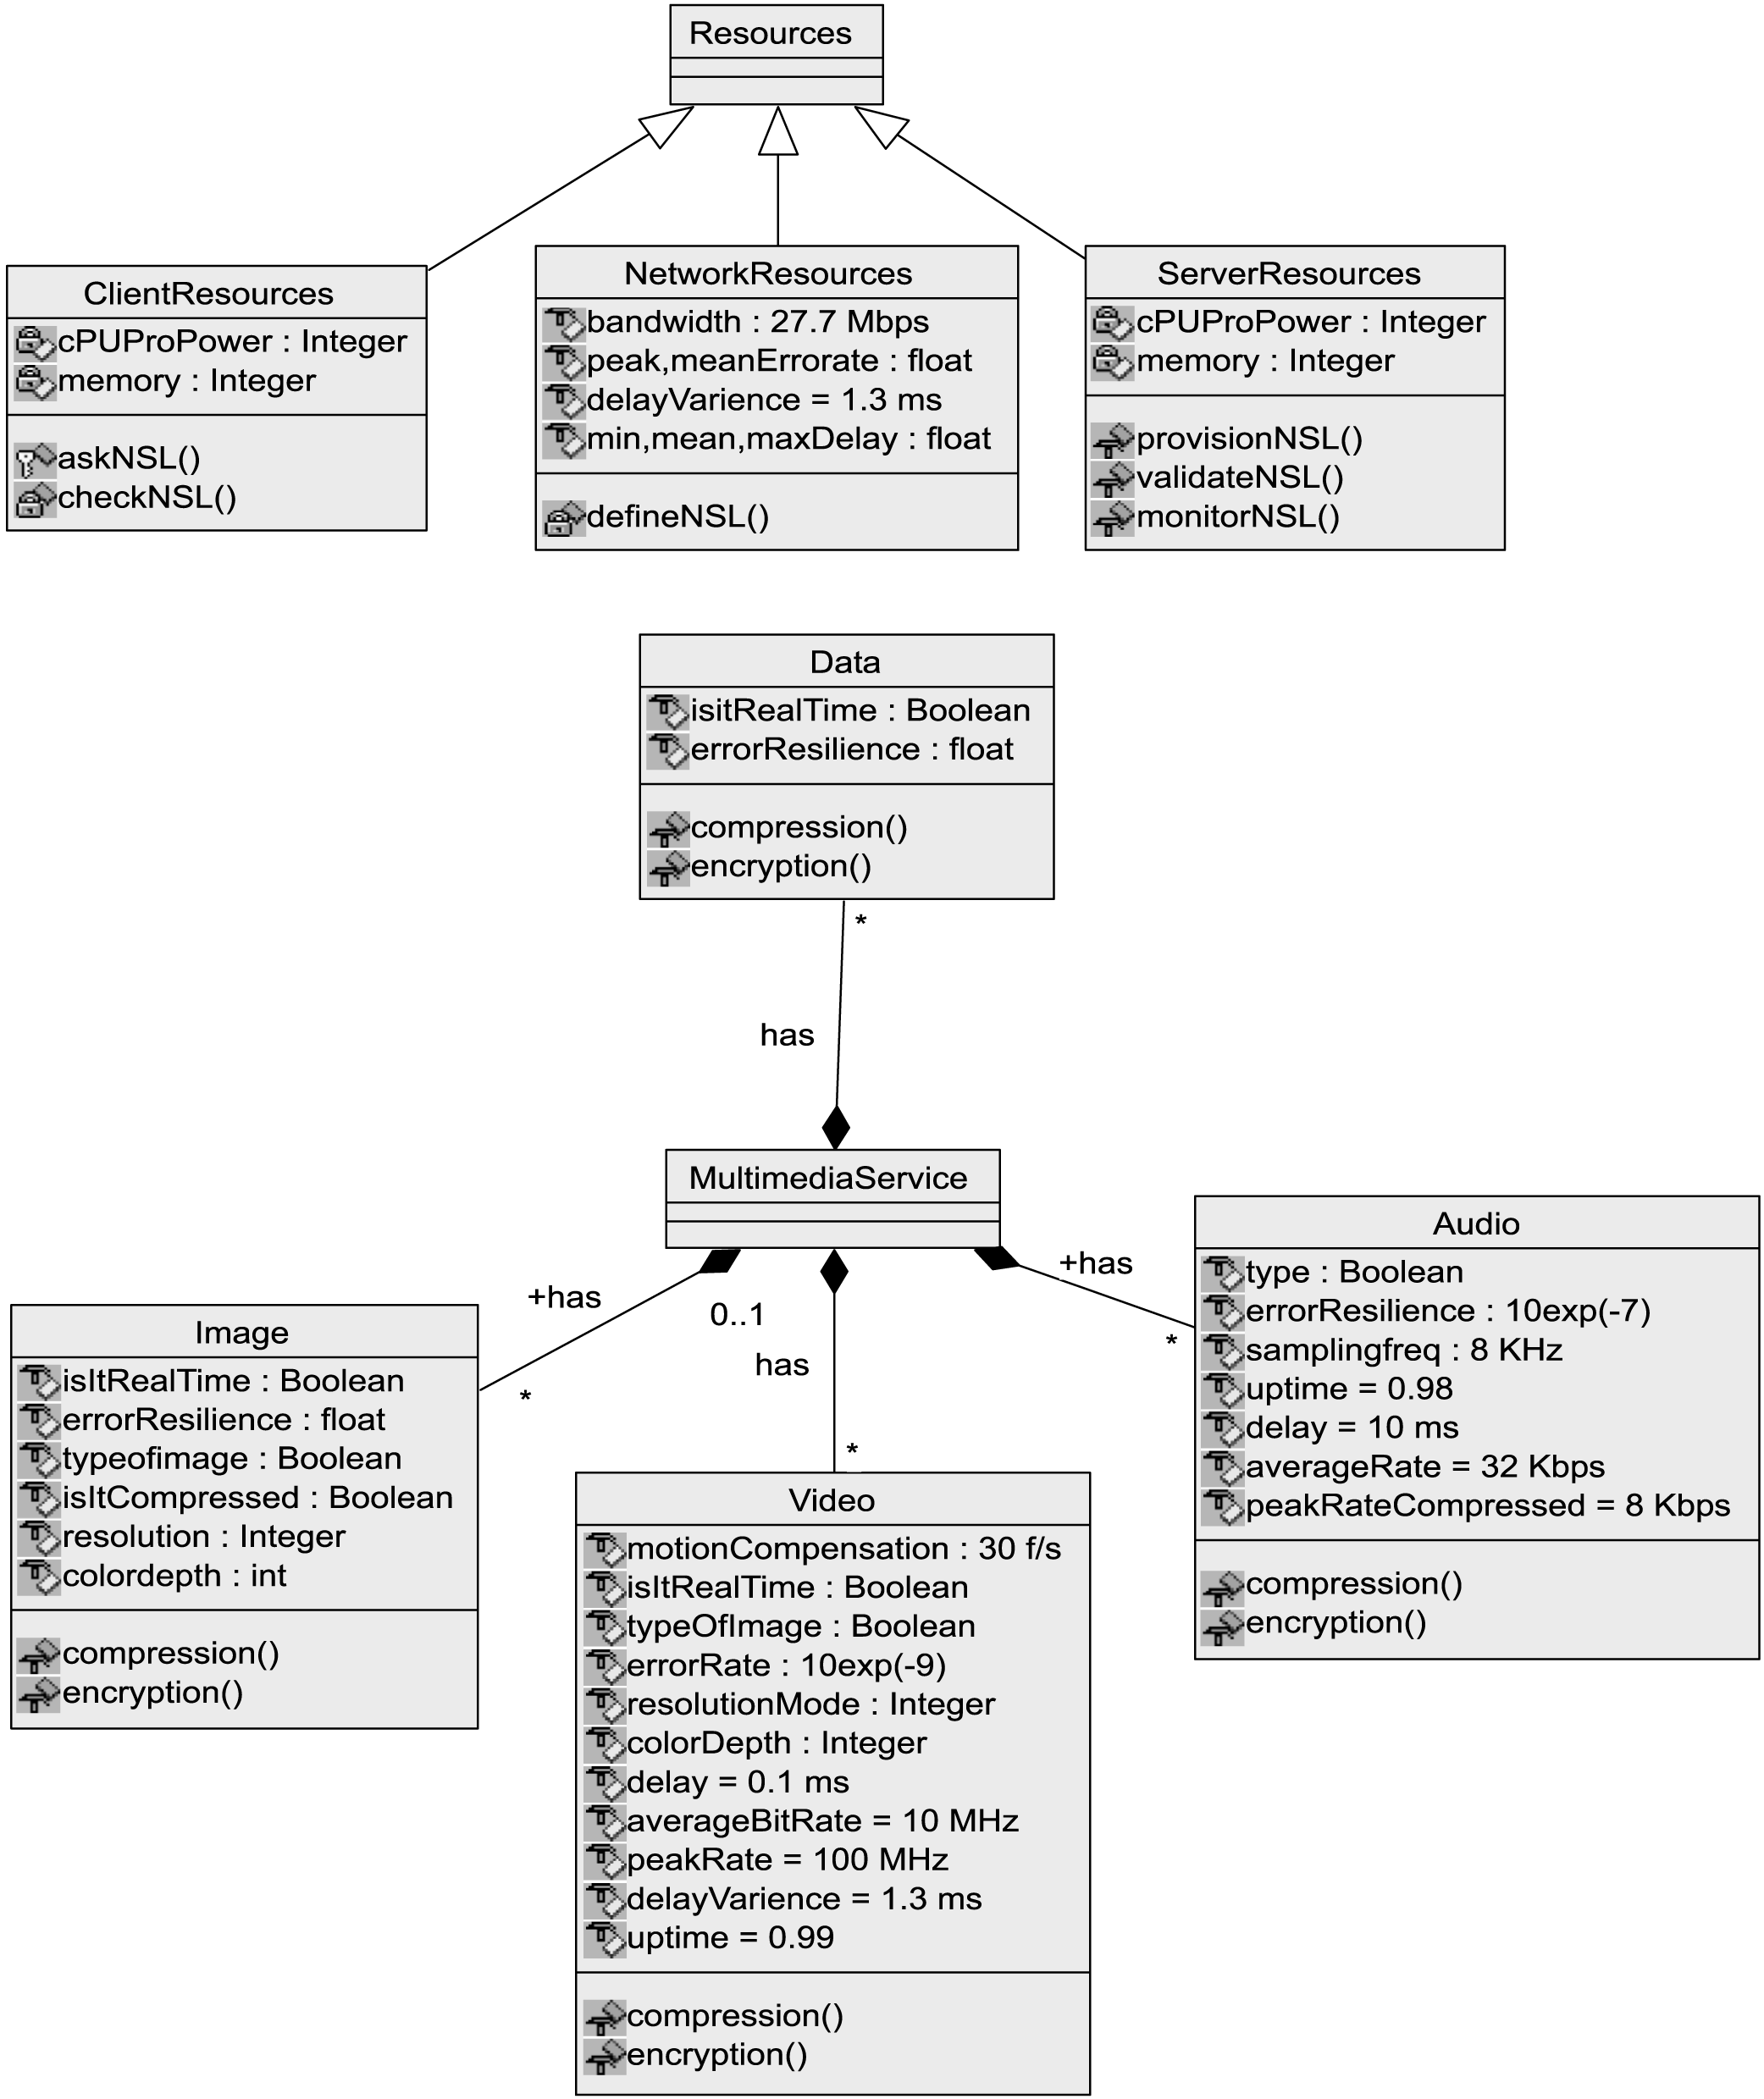 Resources
ClientResources
cPUProPower : Integer
memory : Integer
askNSL()
checkNSL()
NetworkResources
bandwidth : 27.7 Mbps
peak,meanErrorate : float
delayVarience = 1.3 ms
min,mean,maxDelay : float
defineNSL()
ServerResources
cPUProPower : Integer
memory : Integer
provisionNSL()
validateNSL()
monitorNSL()
Data
isitRealTime : Boolean
errorResilience : float
compression()
encryption()
*
has
MultimediaService
+has
0..1
*
has
*
+has
*
Image
isItRealTime : Boolean
errorResilience : float
typeofimage : Boolean
isItCompressed : Boolean
resolution : Integer
colordepth : int
compression()
encryption()
Video
motionCompensation : 30 f/s
isItRealTime : Boolean
typeOfImage : Boolean
errorRate : 10exp(-9)
resolutionMode : Integer
colorDepth : Integer
delay = 0.1 ms
averageBitRate = 10 MHz
peakRate = 100 MHz
delayVarience = 1.3 ms
uptime = 0.99
compression()
encryption()
Audio
type : Boolean
errorResilience : 10exp(-7)
samplingfreq : 8 KHz
uptime = 0.98
delay = 10 ms
averageRate = 32 Kbps
peakRateCompressed = 8 Kbps
compression()
encryption()